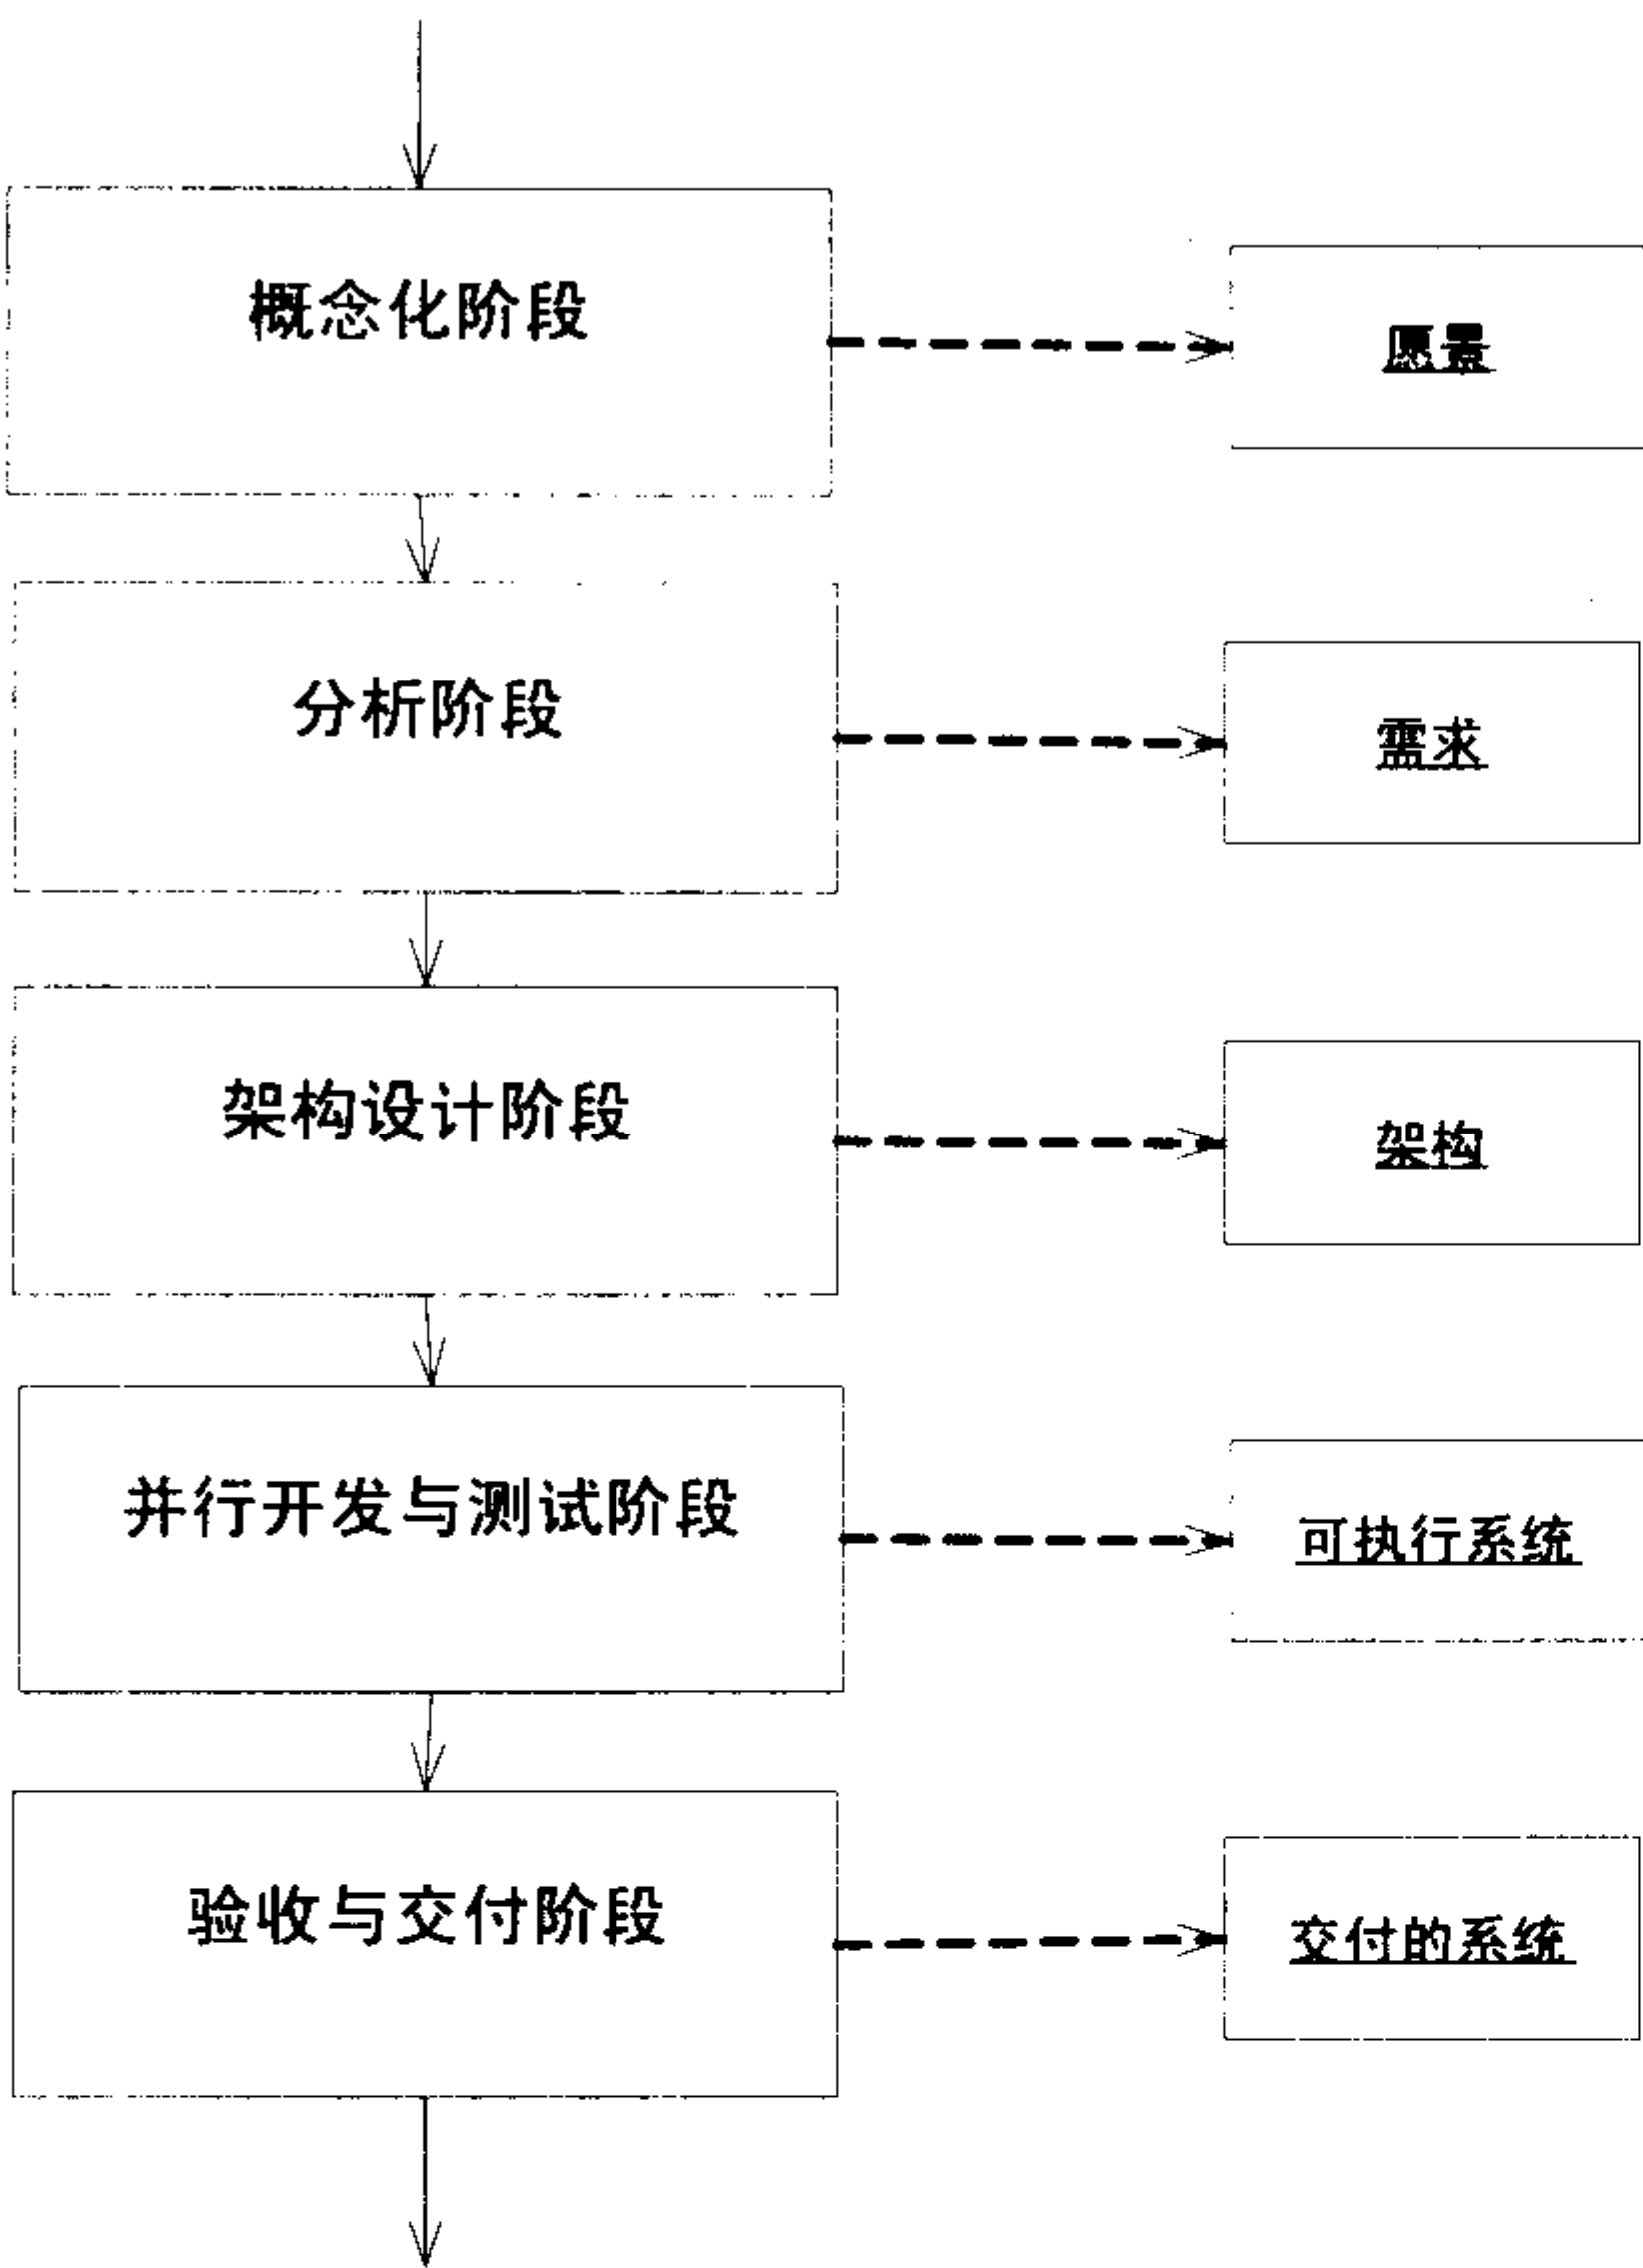 概念化阶段
愿景
分析阶段
需求
架构设计阶段
架构
并行开发与测试阶段
可执行系统
验收与交付阶段
交付的系统